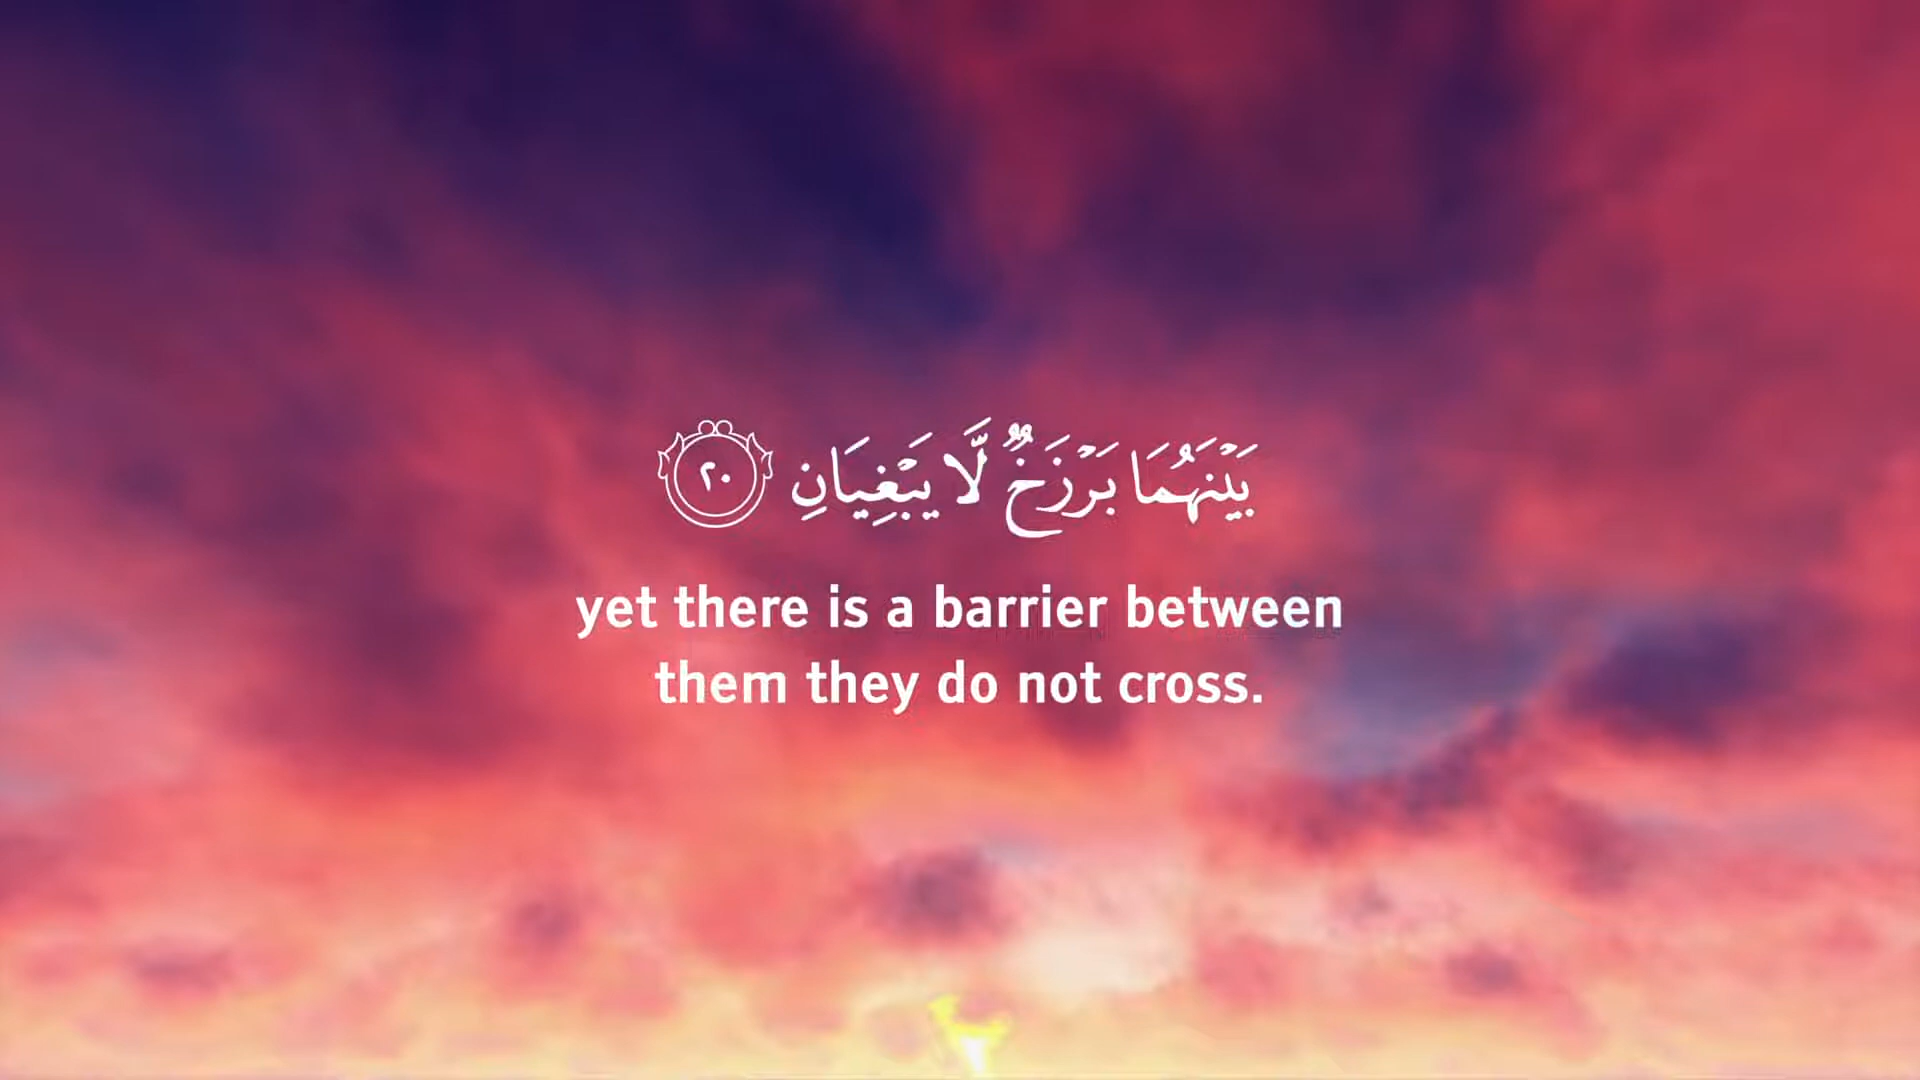 بَيْنَهُمَا بَرْزَخٌ لَّا يَبْغِيَانِ ٢٠
yet there is a barrier between
them they do not cross.